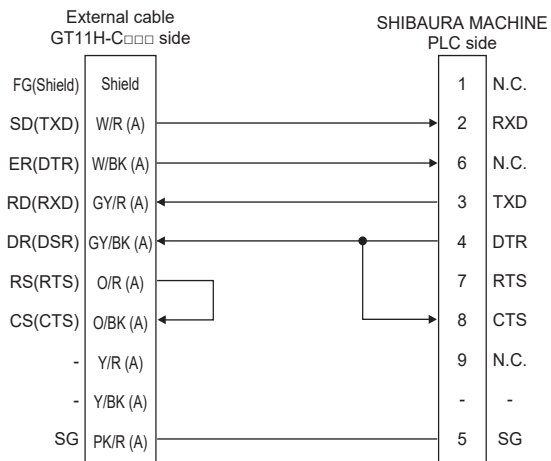 External cable
GT11H-C□□□ side
SHIBAURA MACHINE
PLC side
FG(Shield) Shield 1 N.C.
SD(TXD) W/R (A) 2 RXD
ER(DTR) W/BK (A) 6 N.C.
RD(RXD) GY/R (A) 3 TXD
DR(DSR) GY/BK (A) 4 DTR
RS(RTS) O/R (A) 7 RTS
CS(CTS) O/BK (A) 8 CTS
- Y/R (A) 9 N.C.
- Y/BK (A) - -
SG PK/R (A) 5 SG